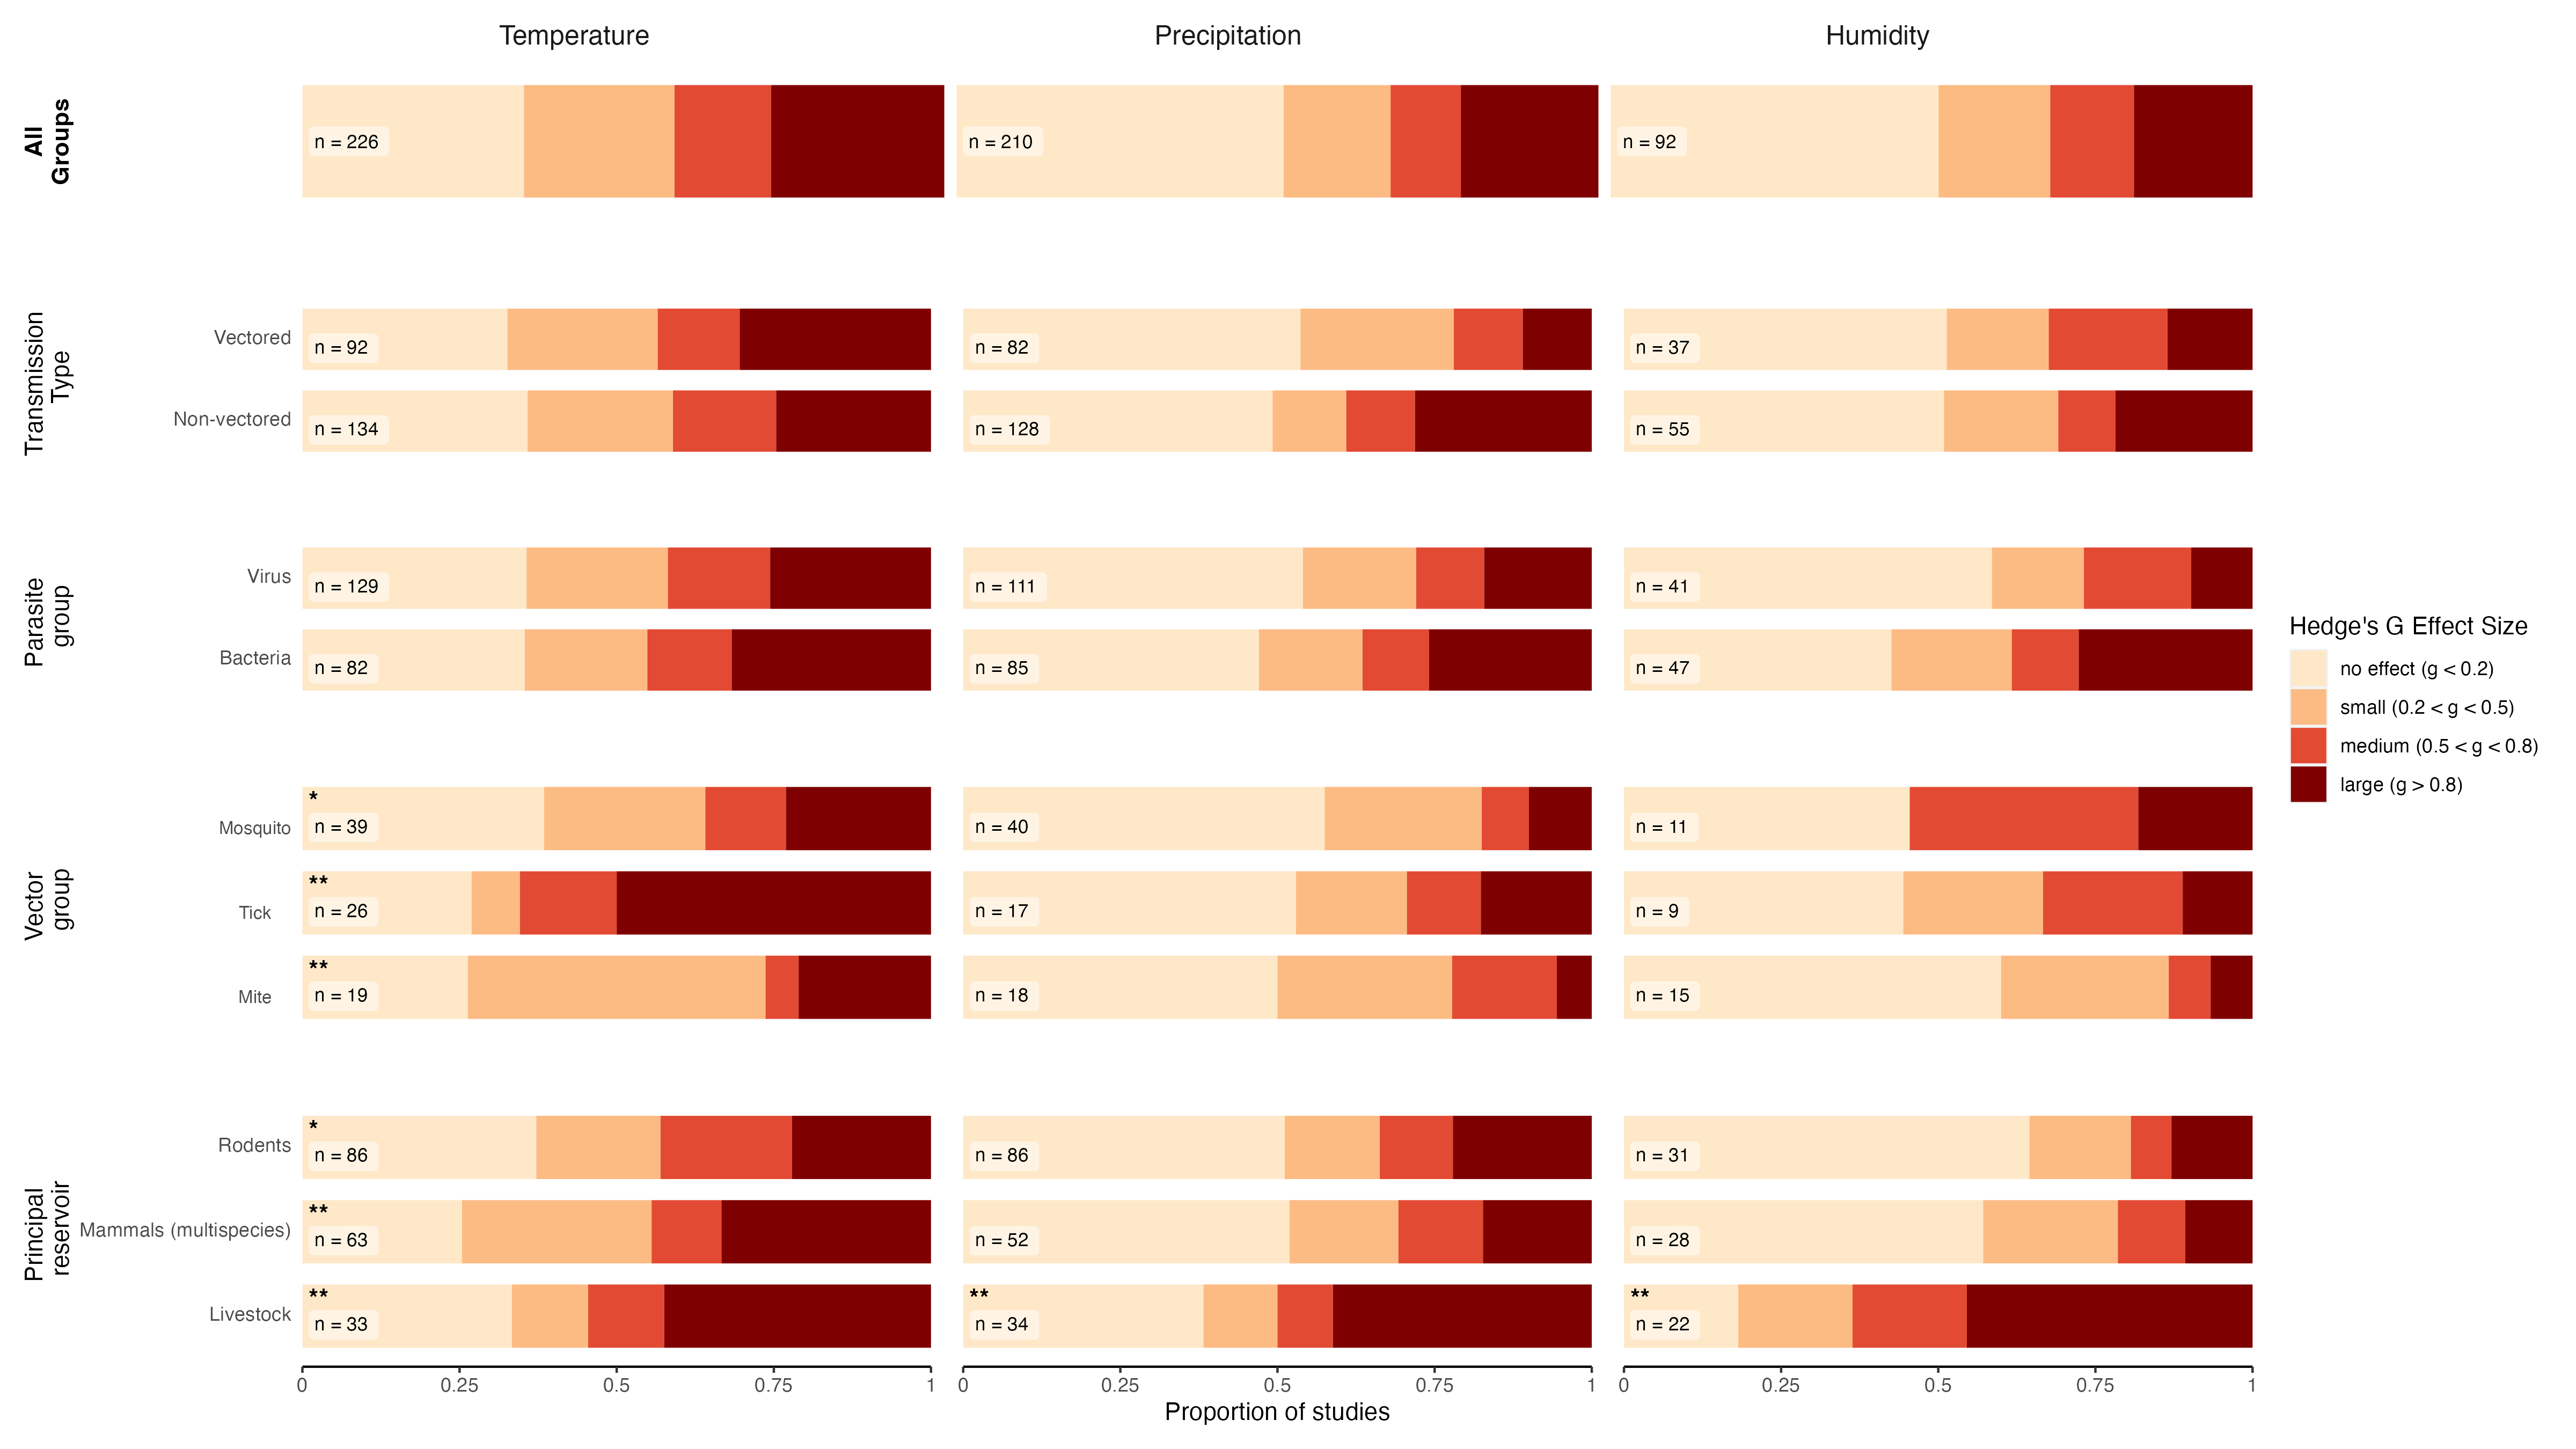 Temperature
Precipitation
Humidity
All
Groups
n = 226
n = 210
n = 92
Transmission
Type
Vectored
n = 92
n = 82
n = 37
Non-vectored
n = 134
n = 128
n = 55
Parasite
group
Virus
n = 129
n = 111
n = 41
Bacteria
n = 82
n = 85
n = 47
Hedge's G Effect Size
no effect (g < 0.2)
small (0.2 < g < 0.5)
medium (0.5 < g < 0.8)
large (g > 0.8)
Vector
group
Mosquito
*
n = 39
n = 40
n = 11
Tick
**
n = 26
n = 17
n = 9
Mite
**
n = 19
n = 18
n = 15
Principal
reservoir
Rodents
*
n = 86
n = 86
n = 31
Mammals (multispecies)
**
n = 63
n = 52
n = 28
Livestock
**
n = 33
**
n = 34
**
n = 22
0 0.25 0.5 0.75 1
0 0.25 0.5 0.75 1
0 0.25 0.5 0.75 1
Proportion of studies